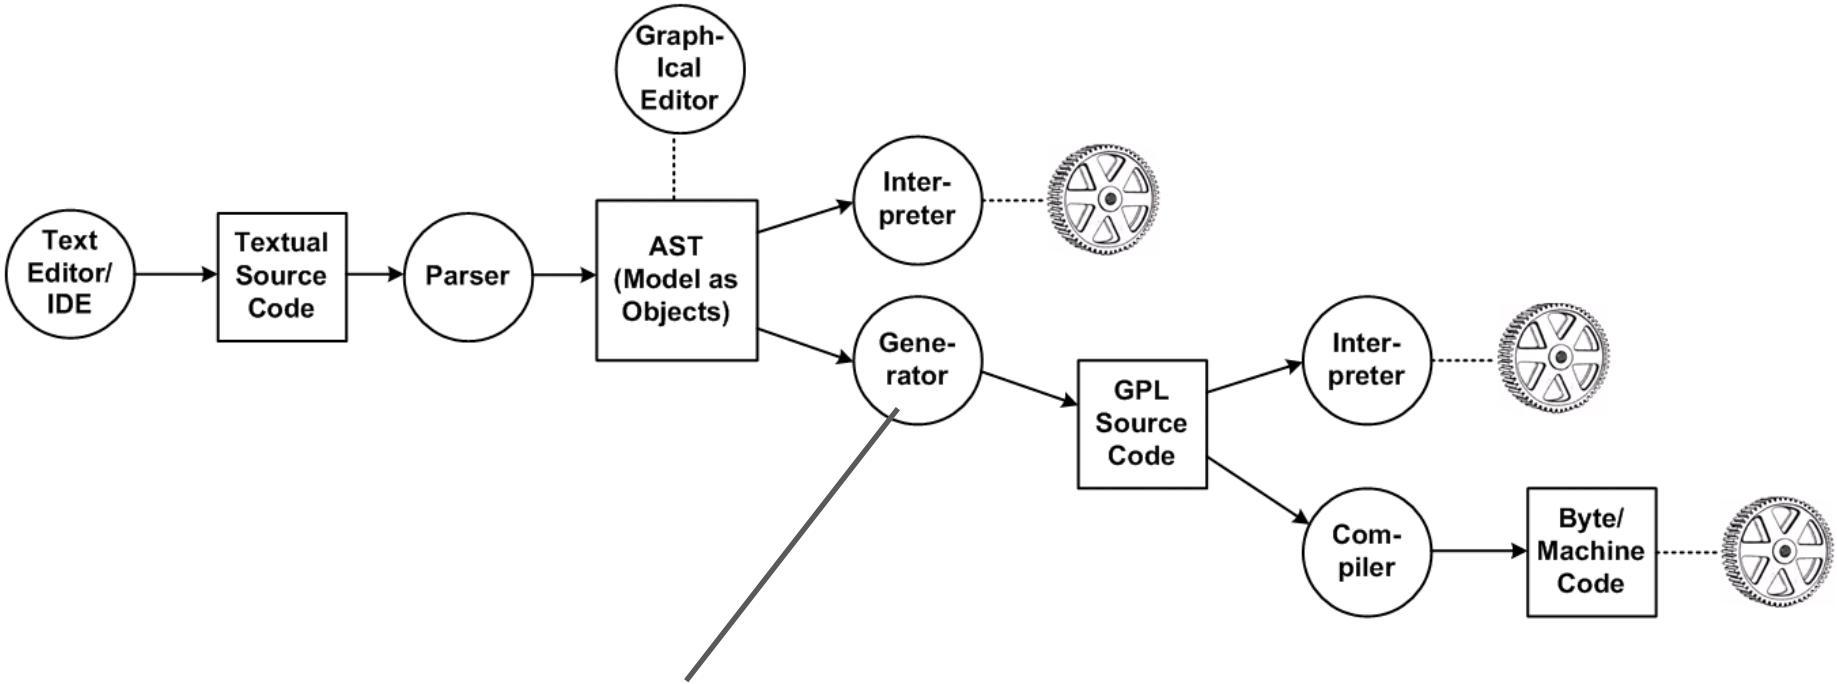 Graph-
Ical
Editor
Text
Editor/
IDE
Textual
Source
Code
Parser
AST
(Model as
Objects)
Inter-
preter
Gene-
rator
GPL
Source
Code
Inter-
preter
Com-
piler
Byte/
Machine
Code